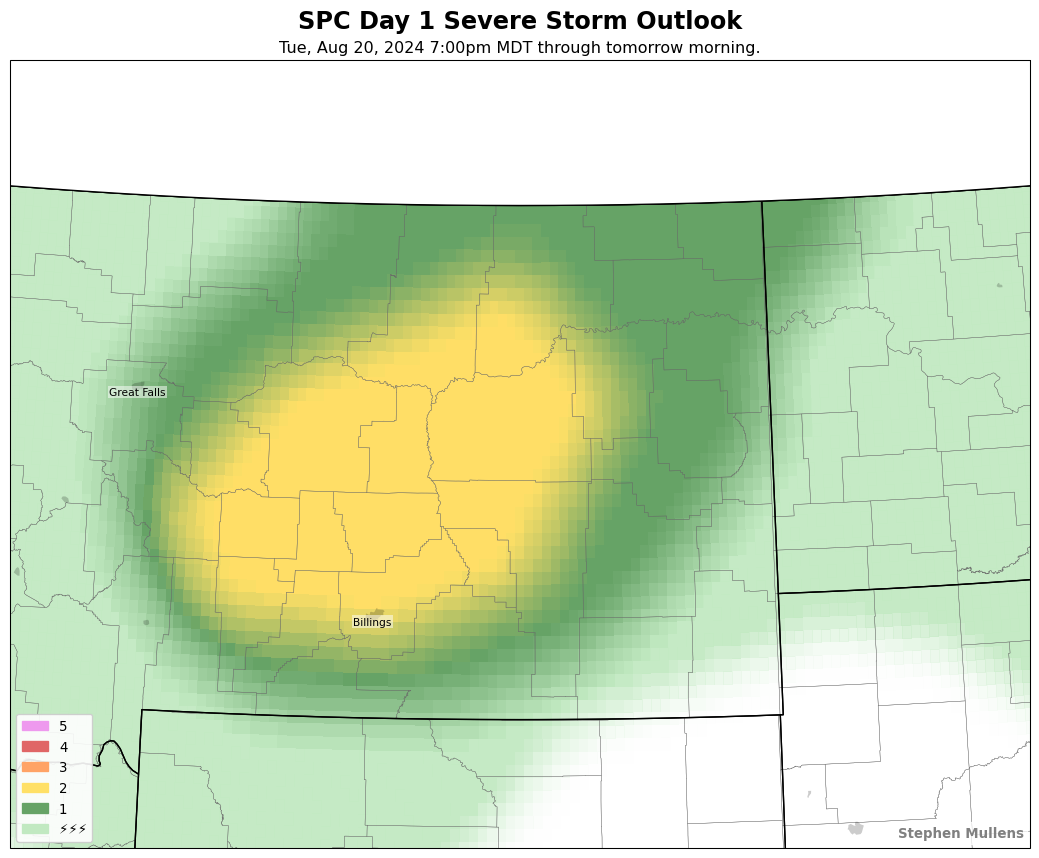 SPC Day 1 Severe Storm Outlook
Tue, Aug 20, 2024 7:00pm MDT through tomorrow morning.
Great Falls
Billings
5
4
3
2
1
⚡⚡⚡
Stephen Mullens